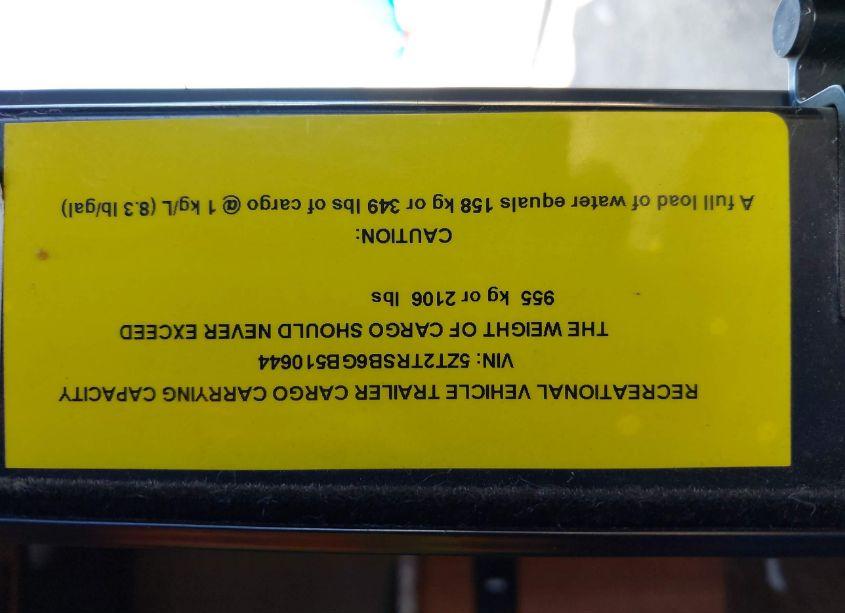 RECREATIONAL VEHICLE TRAILER CARGO CARRYING CAPACITY
VIN: 5ZT2TRSB6GB510644
THE WEIGHT OF CARGO SHOULD NEVER EXCEED
955 kg or 2106 lbs
CAUTION:
A full load of water equals 158 kg or 349 lbs of cargo @ 1 kg/L (8.3 lb/gal)